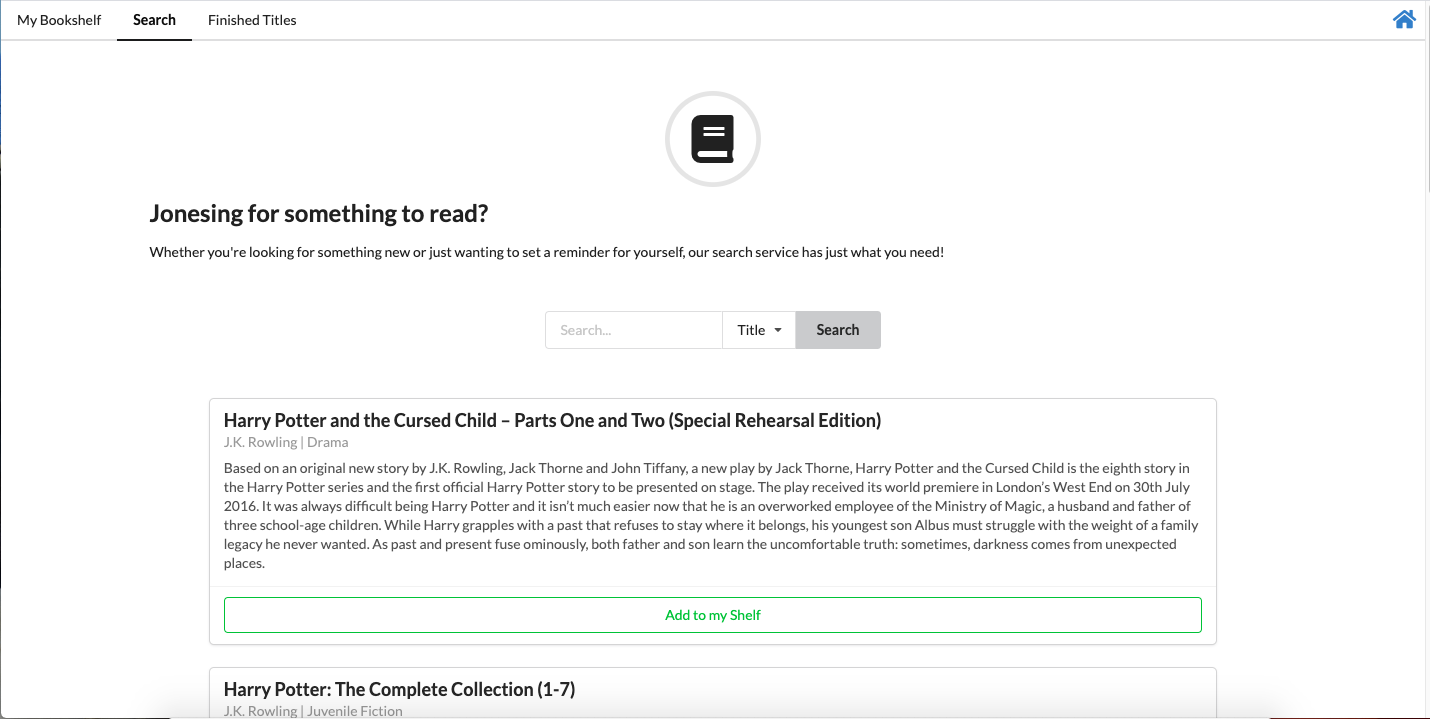 My Bookshelf Search Finished Titles
Jonesing for something to read?
Whether you're looking for something new or just wanting to set a reminder for yourself, our search service has just what you need!
Search... Title Search
Harry Potter and the Cursed Child – Parts One and Two (Special Rehearsal Edition)
J.K. Rowling | Drama
Based on an original new story by J.K. Rowling, Jack Thorne and John Tiffany, a new play by Jack Thorne, Harry Potter and the Cursed Child is the eighth story in
the Harry Potter series and the first official Harry Potter story to be presented on stage. The play received its world premiere in London’s West End on 30th July
2016. It was always difficult being Harry Potter and it isn’t much easier now that he is an overworked employee of the Ministry of Magic, a husband and father of
three school-age children. While Harry grapples with a past that refuses to stay where it belongs, his youngest son Albus must struggle with the weight of a family
legacy he never wanted. As past and present fuse ominously, both father and son learn the uncomfortable truth: sometimes, darkness comes from unexpected
places.
Add to my Shelf
Harry Potter: The Complete Collection (1-7)
J.K. Rowling | Juvenile Fiction